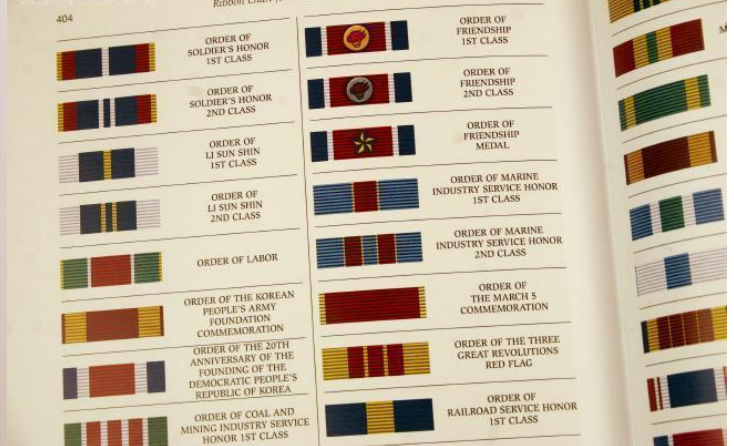 404
Ribbon Chart
ORDER OF
SOLDIER'S HONOR
1ST CLASS
ORDER OF
SOLDIER'S HONOR
2ND CLASS
ORDER OF
LI SUN SHIN
1ST CLASS
ORDER OF
LI SUN SHIN
2ND CLASS
ORDER OF LABOR
ORDER OF THE KOREAN
PEOPLE'S ARMY
FOUNDATION
COMMEMORATION
ORDER OF THE 20TH
ANNIVERSARY OF THE
FOUNDING OF THE
DEMOCRATIC PEOPLE'S
REPUBLIC OF KOREA
ORDER OF COAL AND
MINING INDUSTRY SERVICE
HONOR 1ST CLASS
ORDER OF
FRIENDSHIP
1ST CLASS
ORDER OF
FRIENDSHIP
2ND CLASS
ORDER OF
FRIENDSHIP
MEDAL
ORDER OF MARINE
INDUSTRY SERVICE HONOR
1ST CLASS
ORDER OF MARINE
INDUSTRY SERVICE HONOR
2ND CLASS
ORDER OF
THE MARCH 5
COMMEMORATION
ORDER OF THE THREE
GREAT REVOLUTIONS
RED FLAG
ORDER OF
RAILROAD SERVICE HONOR
1ST CLASS